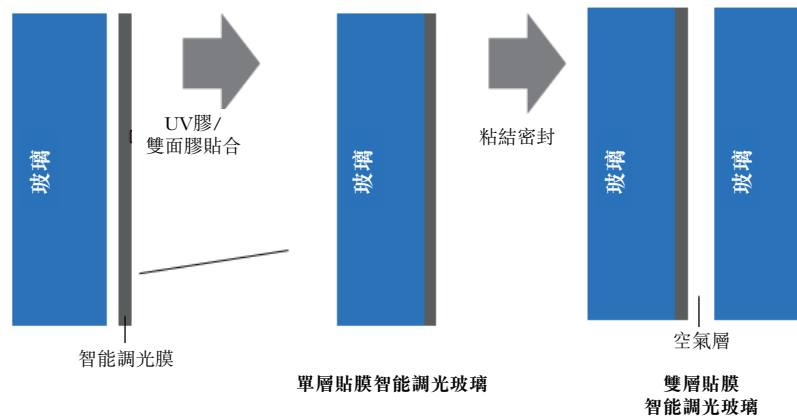 玻璃
UV膠/
雙面膠貼合
玻璃
粘結密封
玻璃
玻璃
智能調光膜
空氣層
單層貼膜智能調光玻璃
雙層貼膜
智能調光玻璃